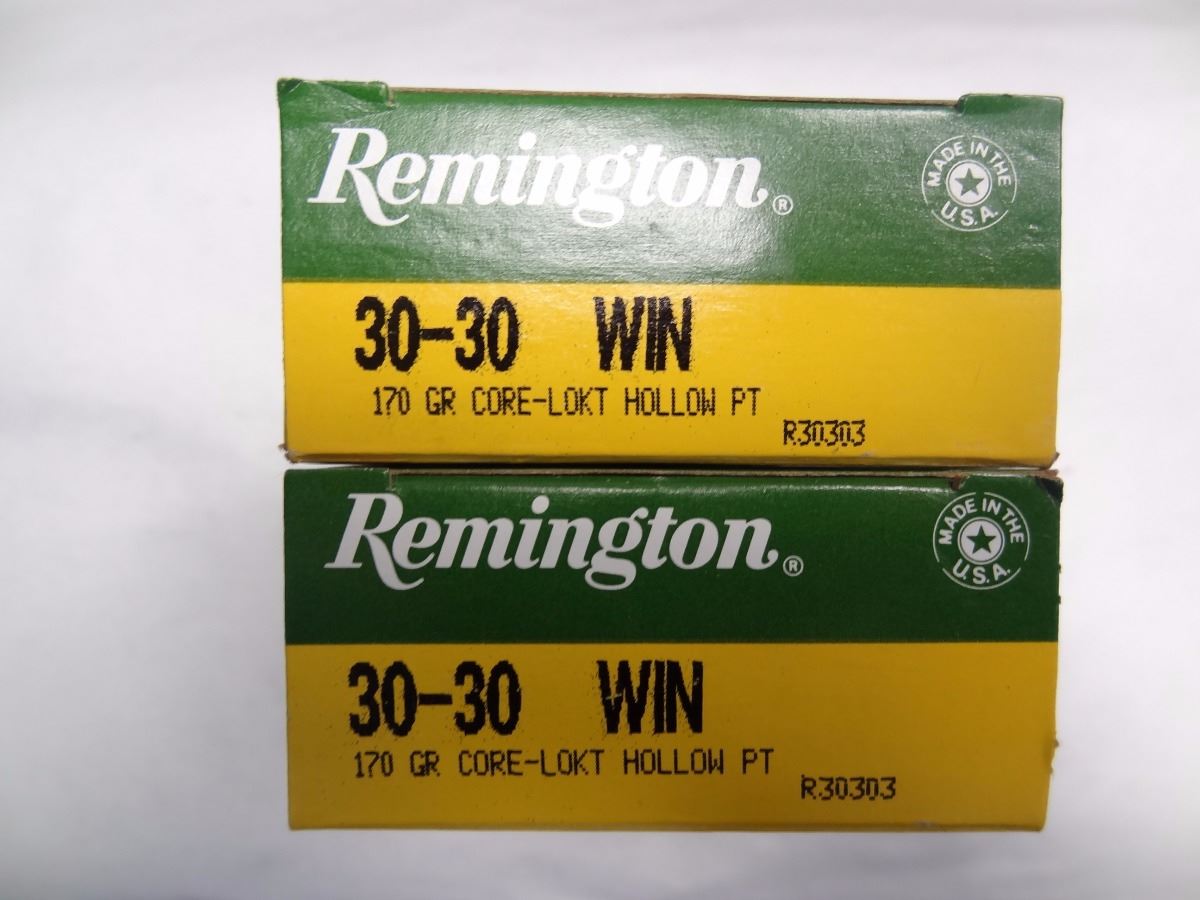 Remington®
MADE IN THE
U.S.A.
30-30 WIN
170 GR CORE-LOKT HOLLOW PT
R30303
Remington®
MADE IN THE
U.S.A.
30-30 WIN
170 GR CORE-LOKT HOLLOW PT
R30303